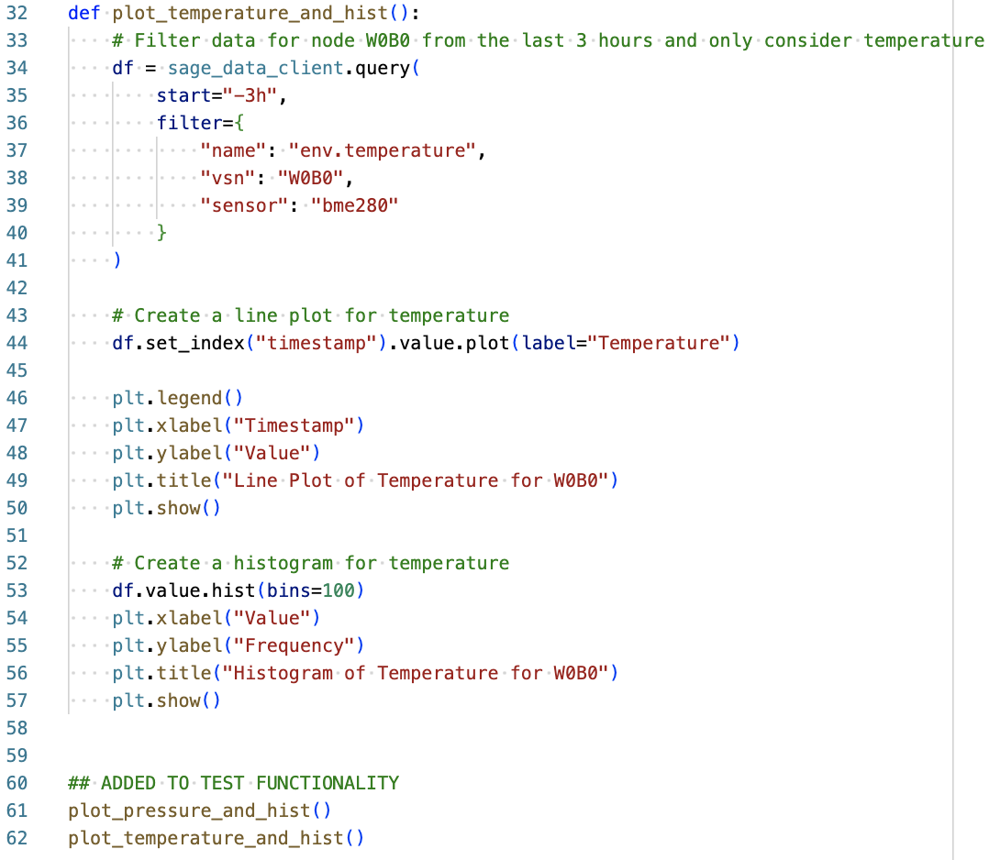 32 def plot_temperature_and_hist():
33     # Filter data for node W0B0 from the last 3 hours and only consider temperature
34     df = sage_data_client.query(
35         start="-3h",
36         filter={
37             "name": "env.temperature",
38             "vsn": "W0B0",
39             "sensor": "bme280"
40         }
41     )
42
43     # Create a line plot for temperature
44     df.set_index("timestamp").value.plot(label="Temperature")
45
46     plt.legend()
47     plt.xlabel("Timestamp")
48     plt.ylabel("Value")
49     plt.title("Line Plot of Temperature for W0B0")
50     plt.show()
51
52     # Create a histogram for temperature
53     df.value.hist(bins=100)
54     plt.xlabel("Value")
55     plt.ylabel("Frequency")
56     plt.title("Histogram of Temperature for W0B0")
57     plt.show()
58
59
60 ## ADDED TO TEST FUNCTIONALITY
61 plot_pressure_and_hist()
62 plot_temperature_and_hist()